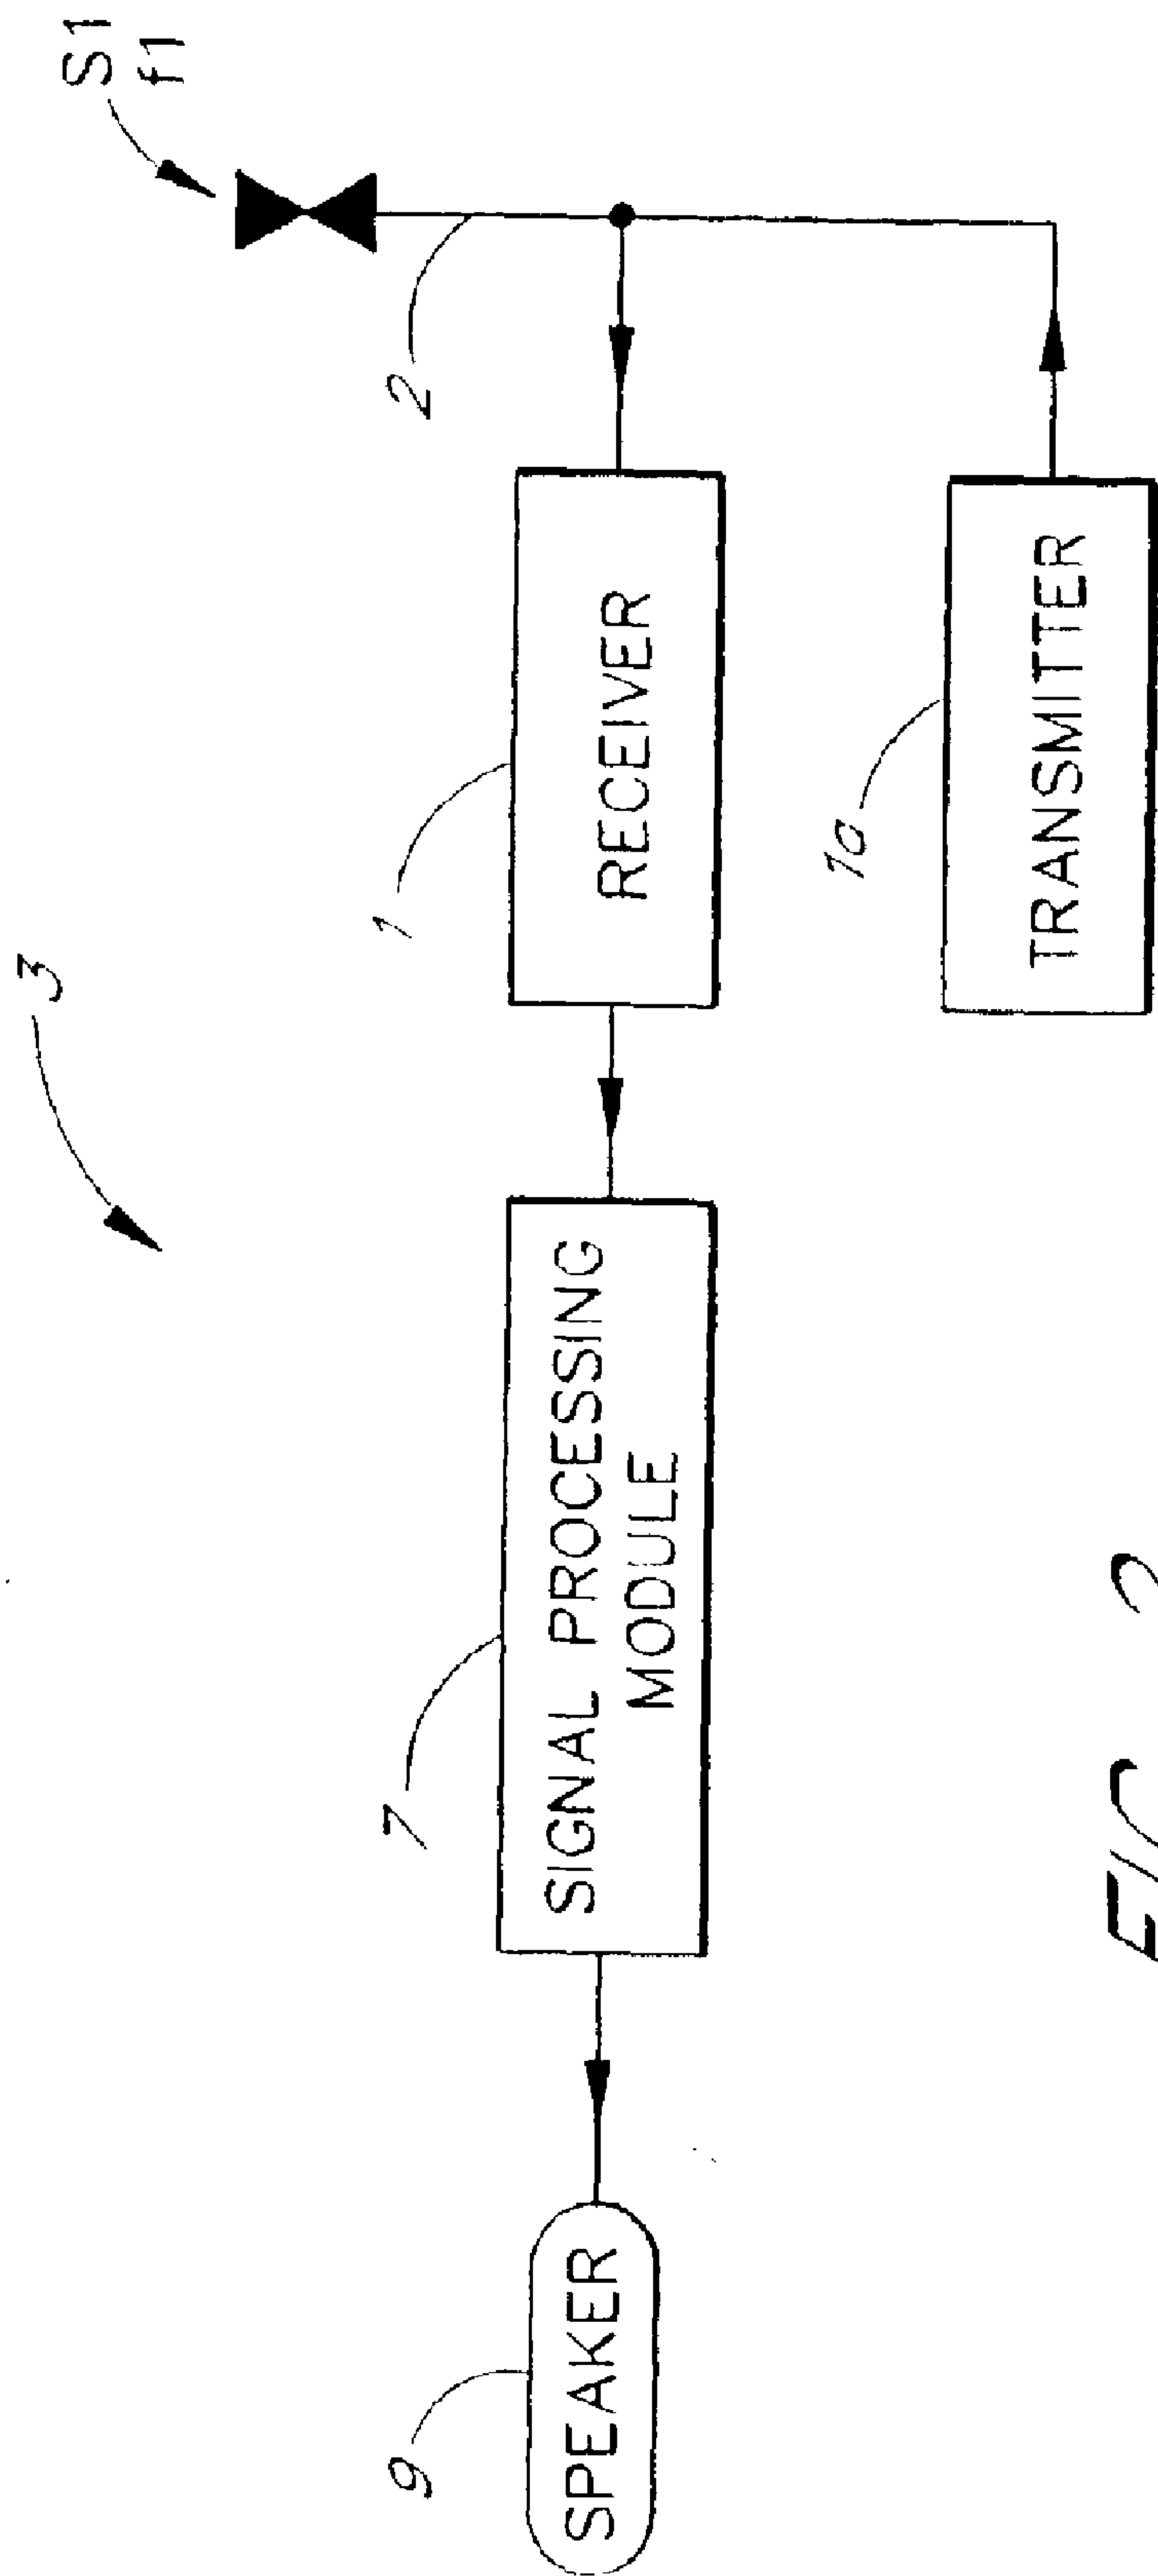 3
S1
f1
2
9
SPEAKER
7
SIGNAL PROCESSING
MODULE
1
RECEIVER
1a
TRANSMITTER